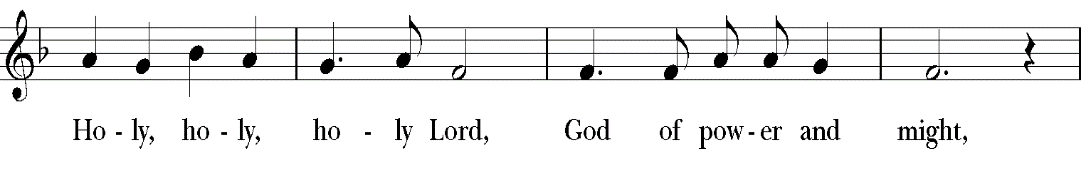 Ho - ly, ho - ly, ho - ly Lord, God of pow - er and might,